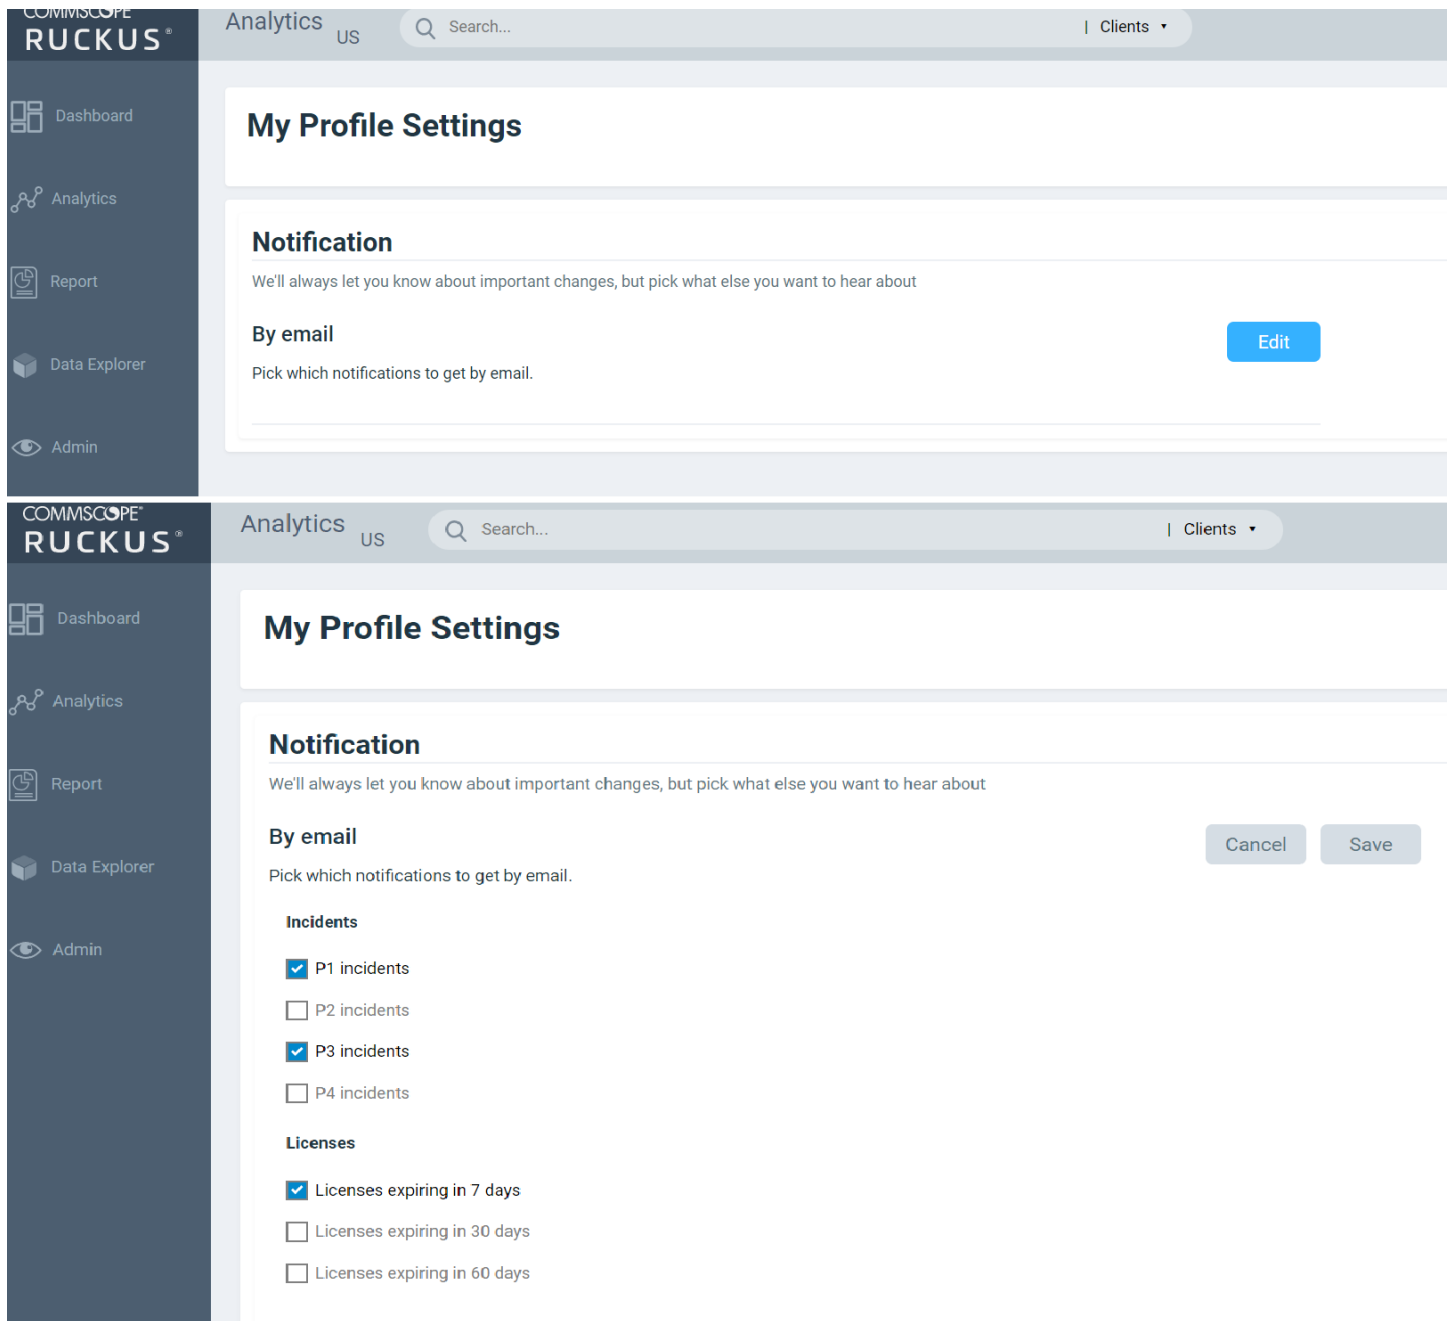 COMMSCOPE
RUCKUS®
Analytics US
Search...
| Clients
Dashboard
Analytics
Report
Data Explorer
Admin
My Profile Settings
Notification
We'll always let you know about important changes, but pick what else you want to hear about
By email
Edit
Pick which notifications to get by email.
COMMSCOPE™
RUCKUS®
Analytics US
Search...
| Clients
Dashboard
Analytics
Report
Data Explorer
Admin
My Profile Settings
Notification
We'll always let you know about important changes, but pick what else you want to hear about
By email
Cancel
Save
Pick which notifications to get by email.
Incidents
P1 incidents
P2 incidents
P3 incidents
P4 incidents
Licenses
Licenses expiring in 7 days
Licenses expiring in 30 days
Licenses expiring in 60 days